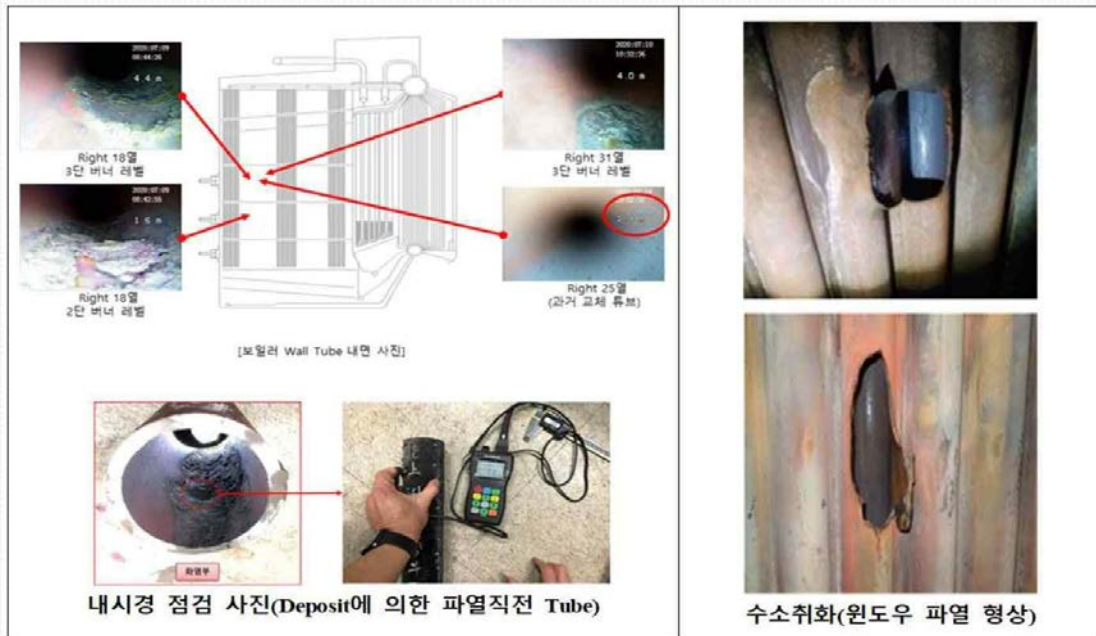 2020:07:09
08:44:26
4.4 m
Right 18열
3단 버너 레벨
2020:07:09
08:42:55
1.6 m
Right 18열
2단 버너 레벨
2020:07:10
10:32:56
4.0 m
Right 31열
3단 버너 레벨
Right 25열
(과거 교체 튜브)
[보일러 Wall Tube 내면 사진]
화염부
내시경 점검 사진(Deposit에 의한 파열직전 Tube)
수소취화(윈도우 파열 형상)